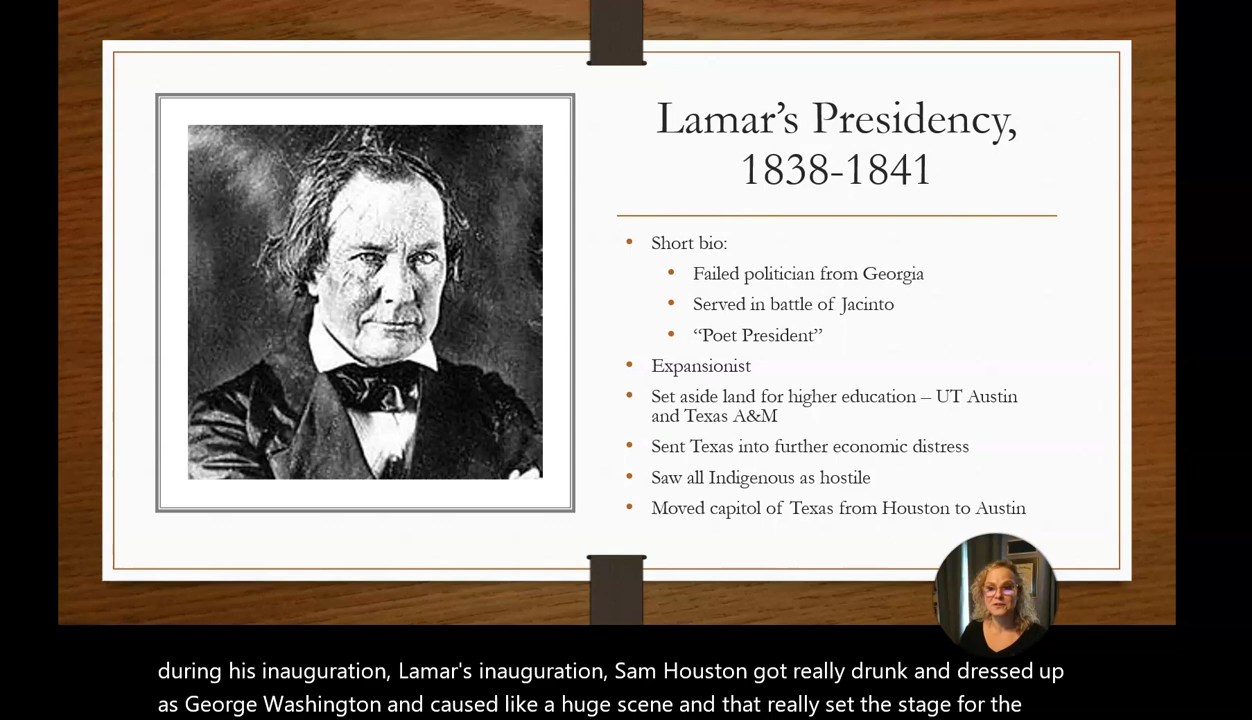 Lamar’s Presidency,
1838-1841
• Short bio:
• Failed politician from Georgia
• Served in battle of Jacinto
• “Poet President”
• Expansionist
• Set aside land for higher education – UT Austin
and Texas A&M
• Sent Texas into further economic distress
• Saw all Indigenous as hostile
• Moved capitol of Texas from Houston to Austin
during his inauguration, Lamar's inauguration, Sam Houston got really drunk and dressed up
as George Washington and caused like a huge scene and that really set the stage for the